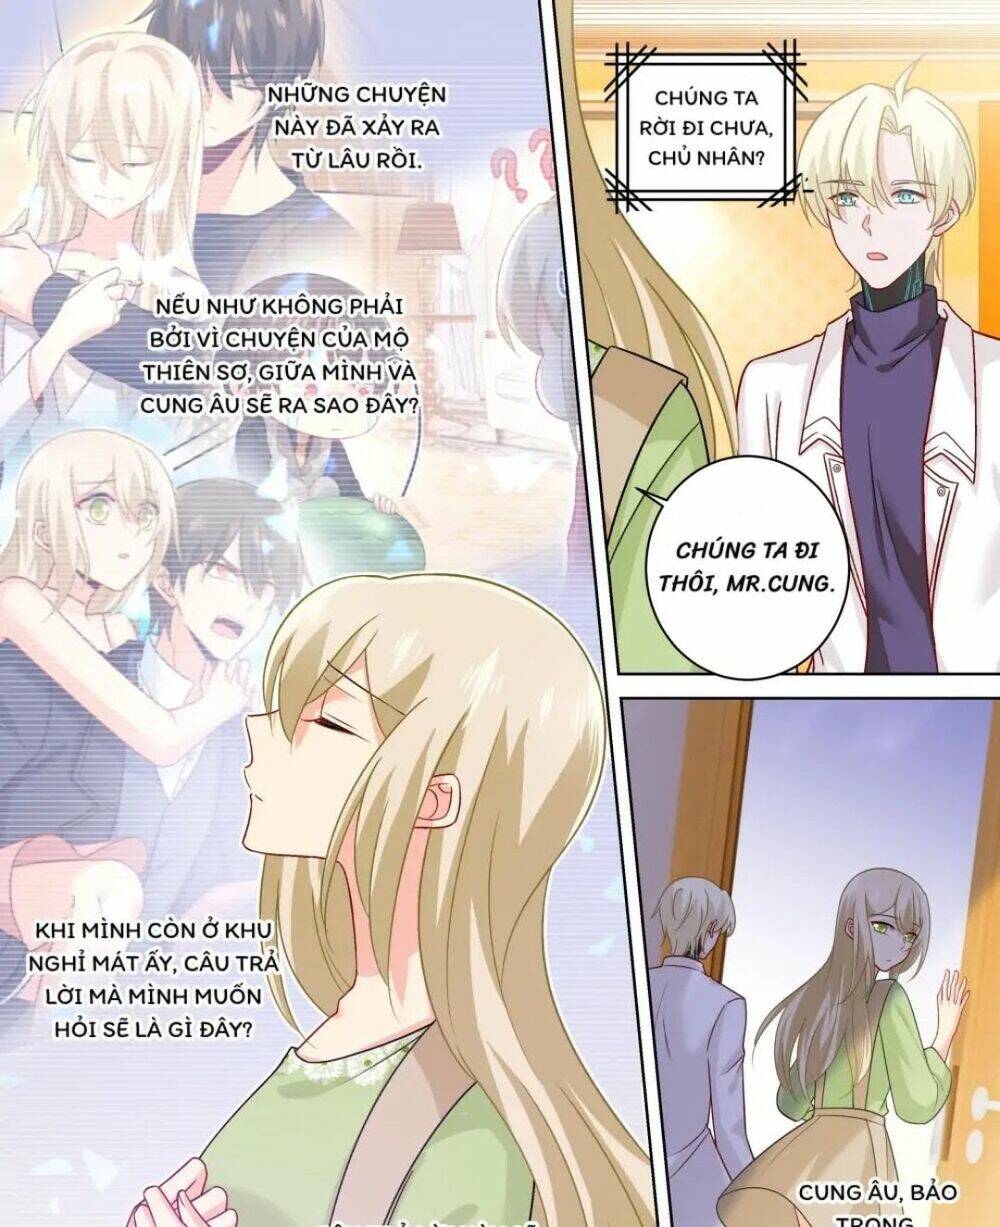 NHỮNG CHUYỆN
NÀY ĐÃ XẢY RA
TỪ LÂU RỒI.
NẾU NHƯ KHÔNG PHẢI
BỞI VÌ CHUYỆN CỦA MỘ
THIÊN SƠ, GIỮA MÌNH VÀ
CUNG ÂU SẼ RA SAO ĐÂY?
KHI MÌNH CÒN Ở KHU
NGHỈ MÁT ẤY, CÂU TRẢ
LỜI MÀ MÌNH MUỐN
HỎI SẼ LÀ GÌ ĐÂY?
CHÚNG TA
RỜI ĐI CHƯA,
CHỦ NHÂN?
CHÚNG TA ĐI
THÔI, MR.CUNG.
CUNG ÂU, BẢO
TRỌNG